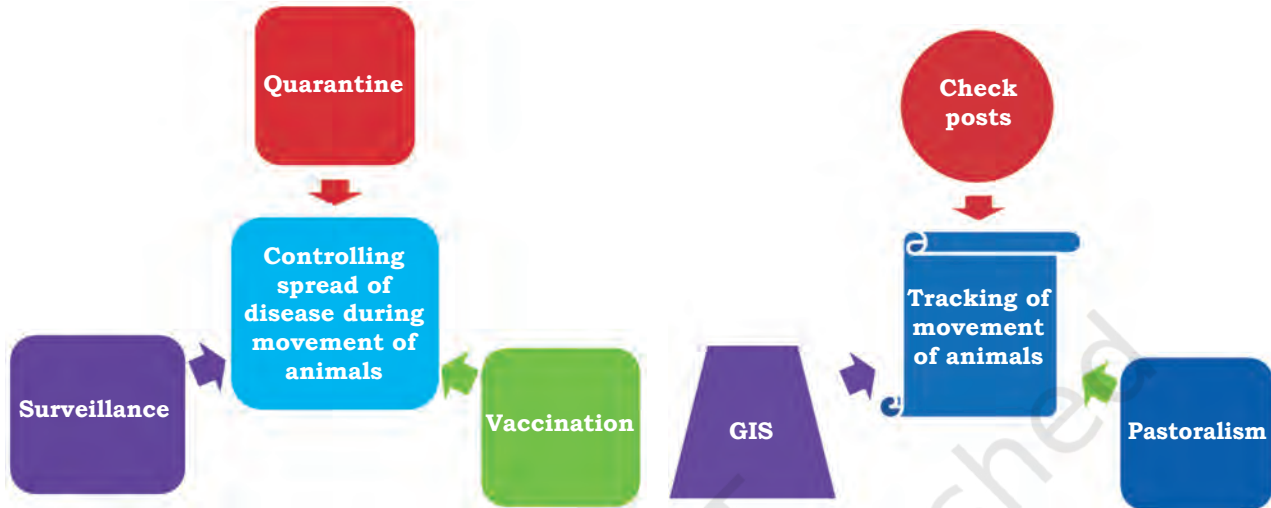 Quarantine
Controlling
spread of
disease during
movement of
animals
Surveillance
Vaccination
Check
posts
Tracking of
movement
of animals
GIS
Pastoralism
shed